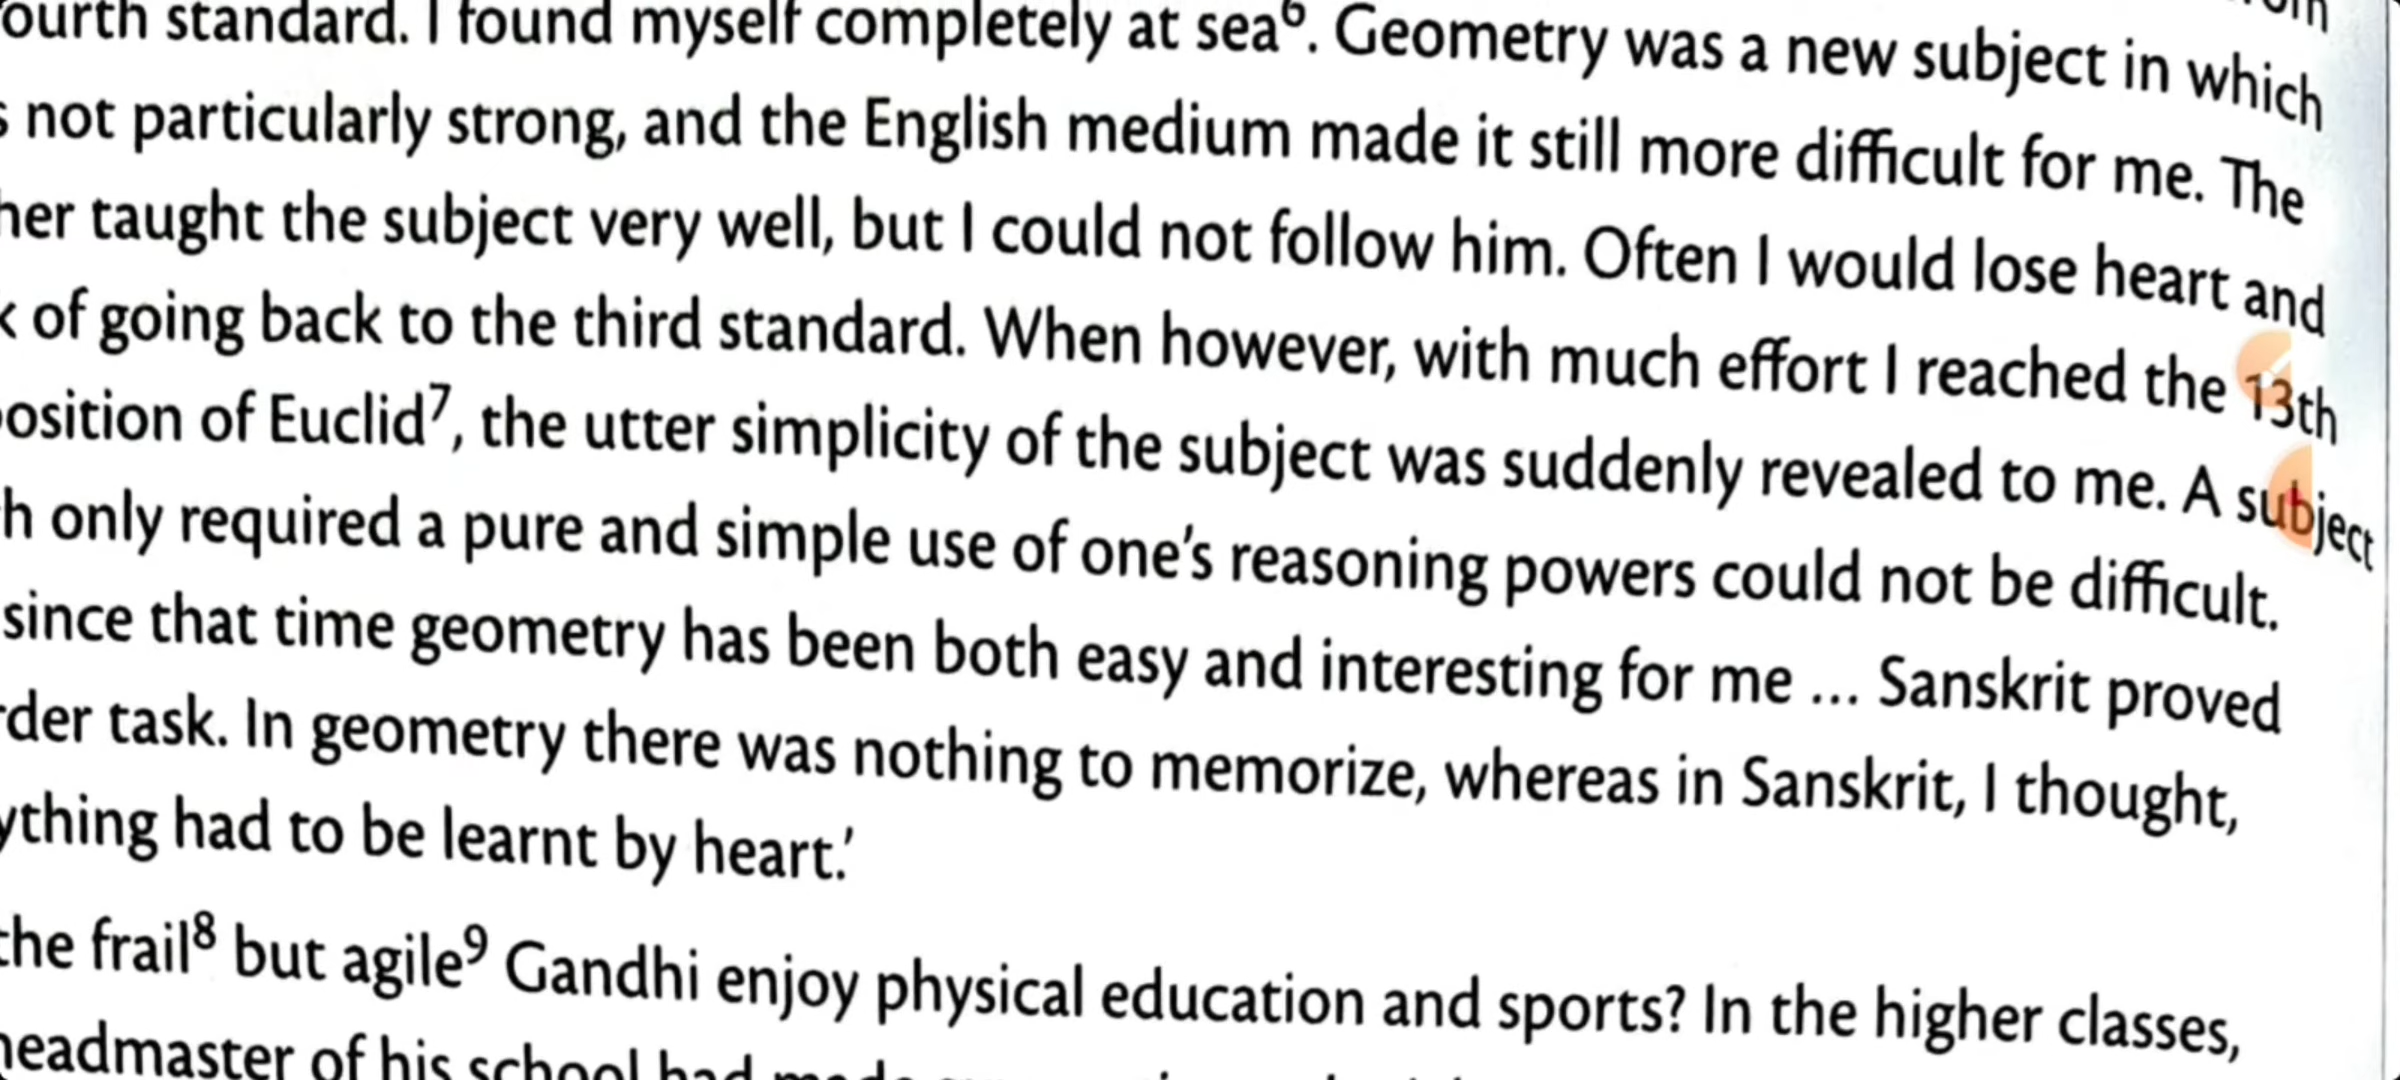 ourth standard. I found myself completely at sea⁶. Geometry was a new subject in which
s not particularly strong, and the English medium made it still more difficult for me. The
her taught the subject very well, but I could not follow him. Often I would lose heart and
k of going back to the third standard. When however, with much effort I reached the 13th
osition of Euclid⁷, the utter simplicity of the subject was suddenly revealed to me. A subject
h only required a pure and simple use of one's reasoning powers could not be difficult.
since that time geometry has been both easy and interesting for me ... Sanskrit proved
der task. In geometry there was nothing to memorize, whereas in Sanskrit, I thought,
ything had to be learnt by heart.'
the frail⁸ but agile⁹ Gandhi enjoy physical education and sports? In the higher classes,
headmaster of his school had made